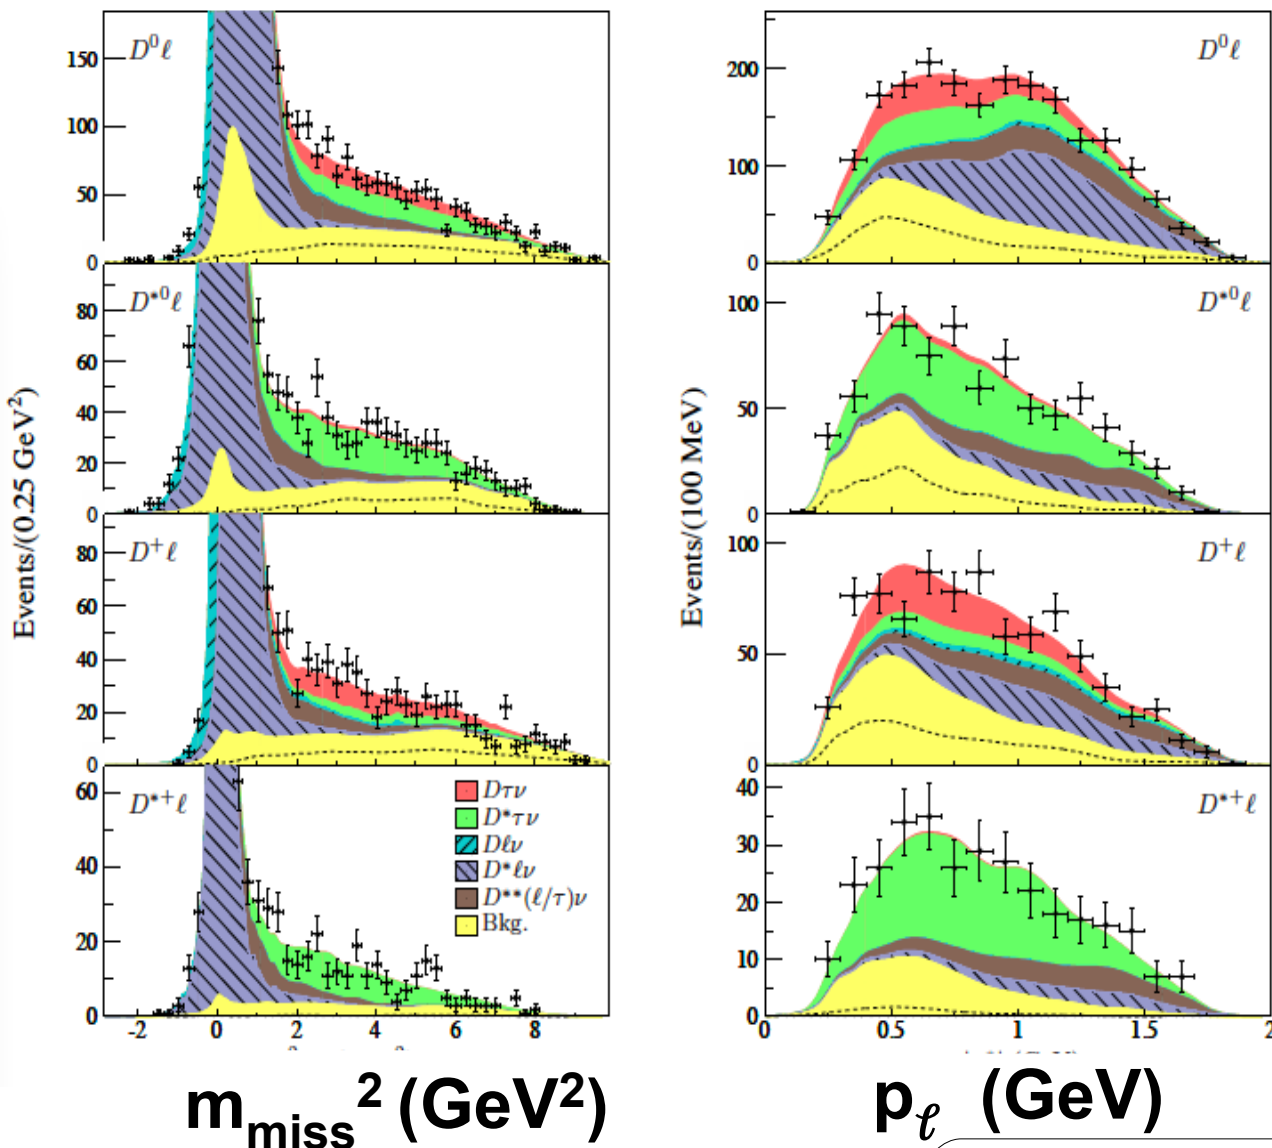 Events/(0.25 GeV²)
D⁰ℓ
150
100
50
0
D*⁰ℓ
80
60
40
20
0
D⁺ℓ
80
60
40
20
0
D*⁺ℓ
60
40
20
0
Dτν
D*τν
Dℓν
D*ℓν
D**(ℓ/τ)ν
Bkg.
-2 0 2 4 6 8
m_miss² (GeV²)
Events/(100 MeV)
D⁰ℓ
200
100
0
D*⁰ℓ
100
50
0
D⁺ℓ
100
50
0
D*⁺ℓ
40
30
20
10
0
0 0.5 1 1.5 2
p_ℓ (GeV)